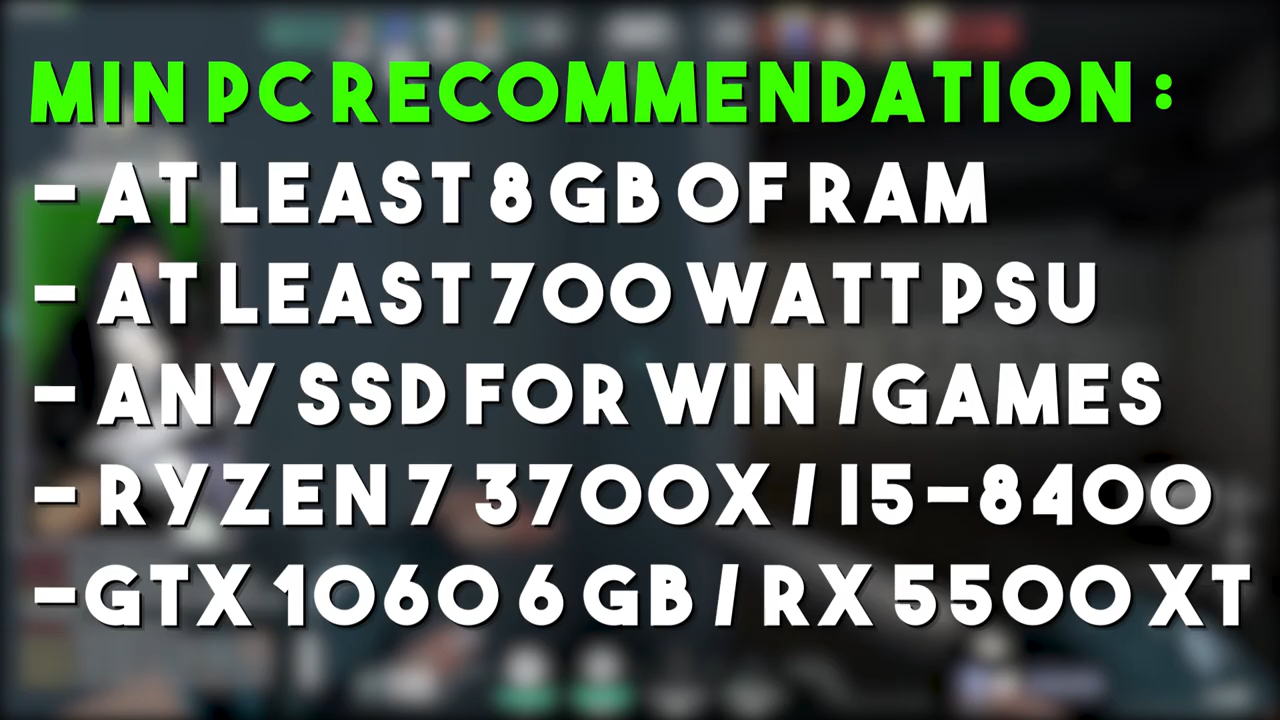 MIN PC RECOMMENDATION :
- AT LEAST 8 GB OF RAM
- AT LEAST 700 WATT PSU
- ANY SSD FOR WIN /GAMES
- RYZEN 7 3700X / I5-8400
-GTX 1060 6 GB / RX 5500 XT